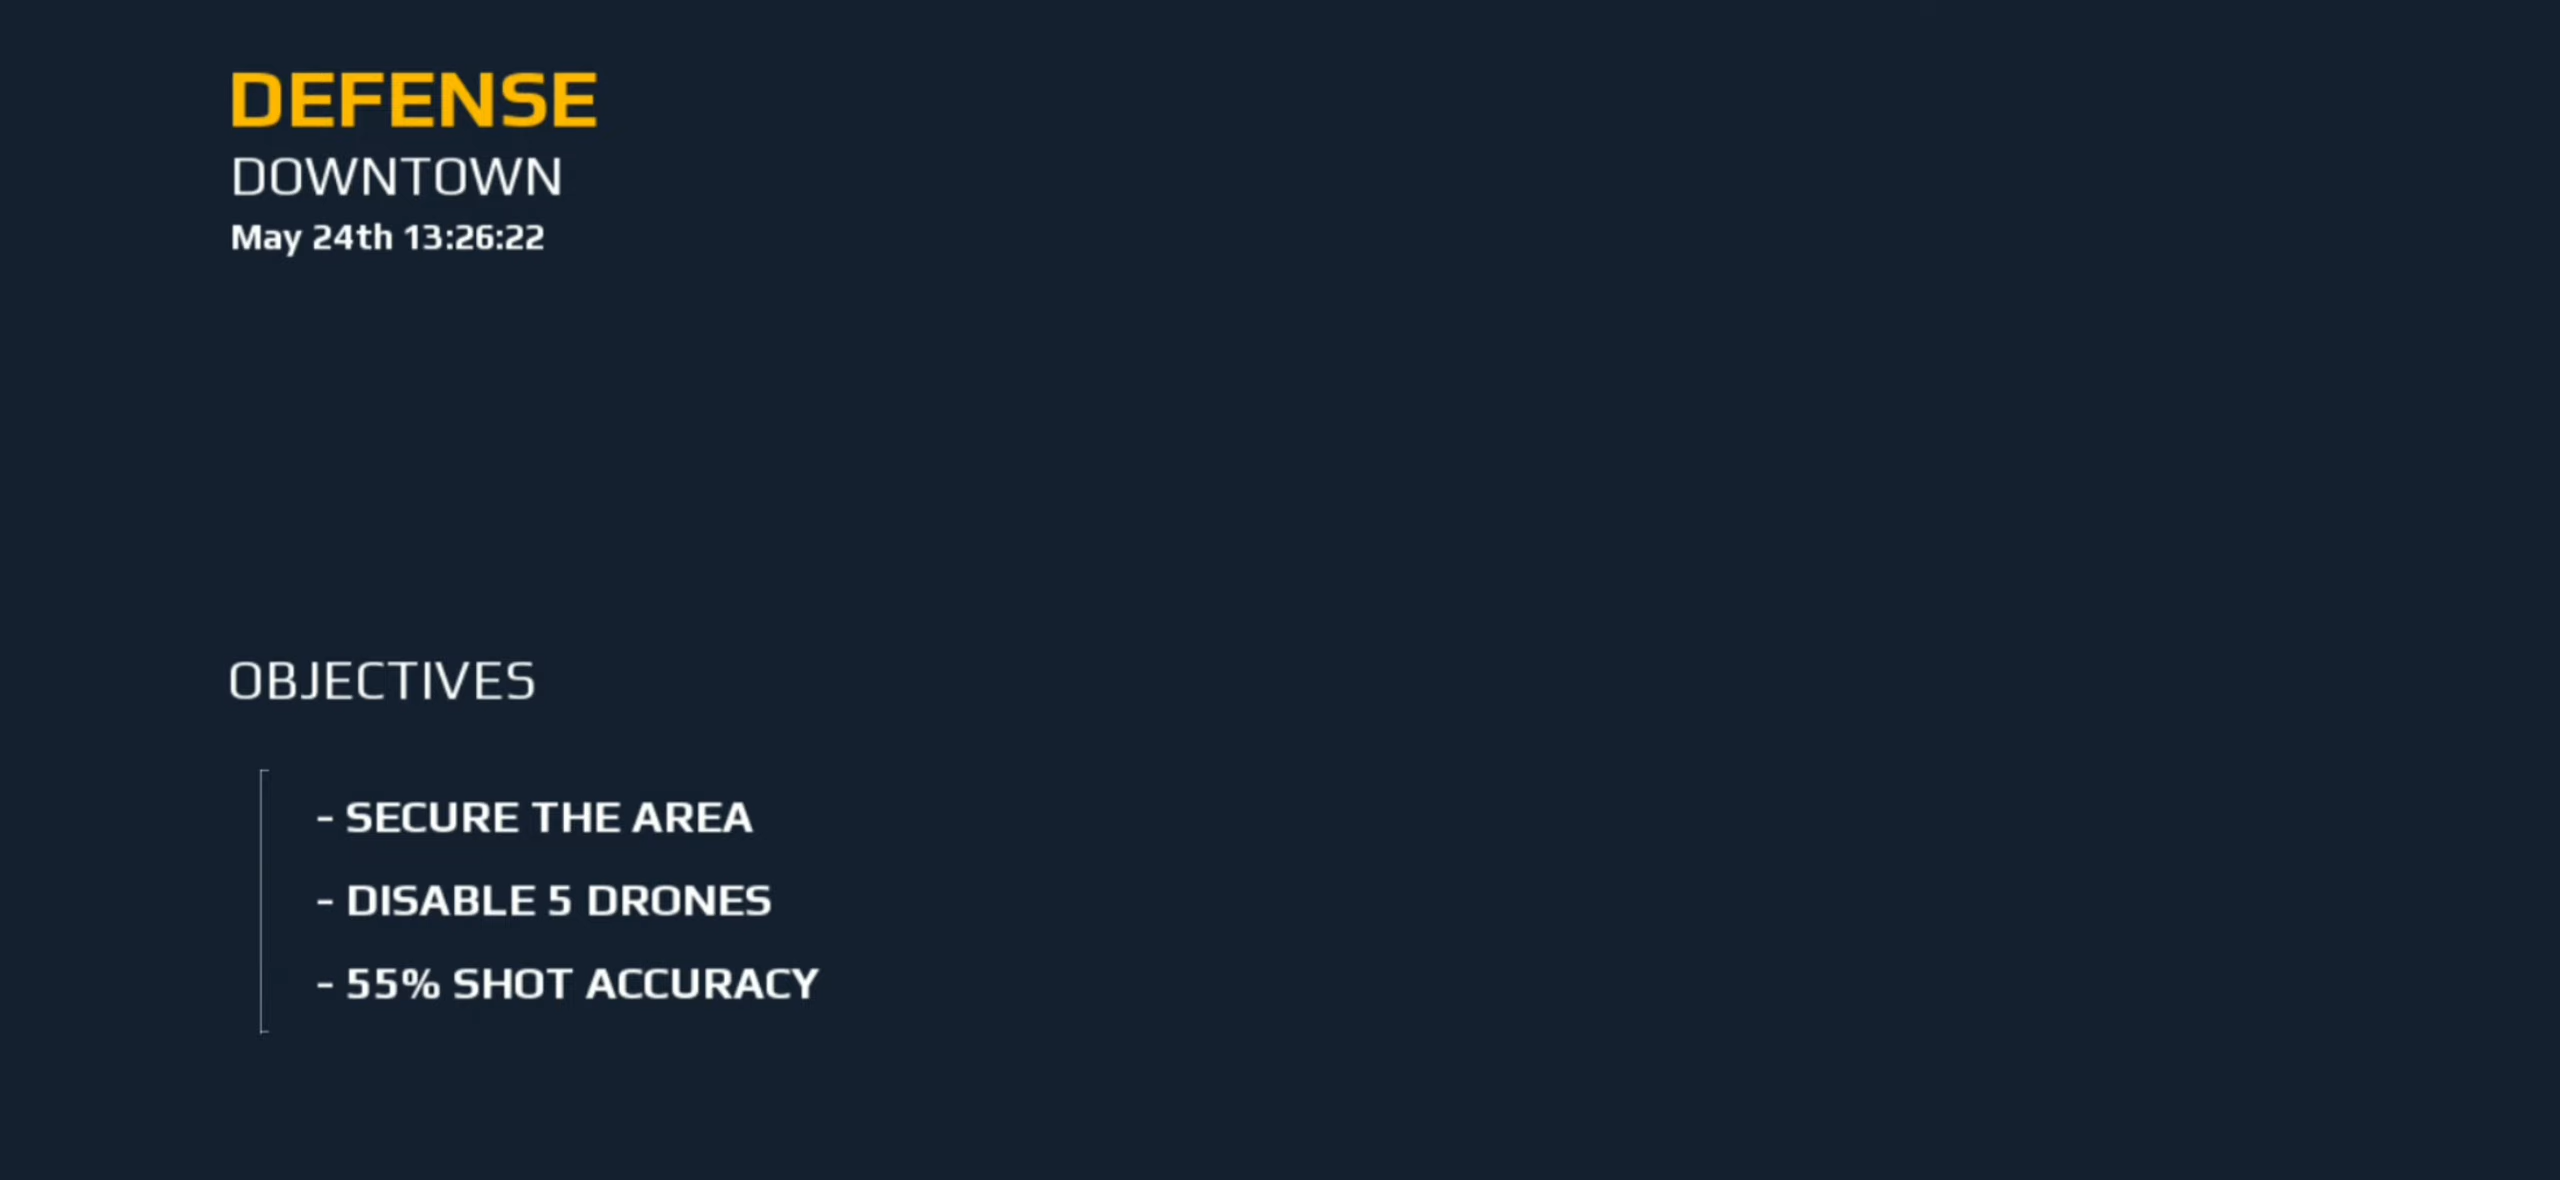 DEFENSE
DOWNTOWN
May 24th 13:26:22
OBJECTIVES
- SECURE THE AREA
- DISABLE 5 DRONES
- 55% SHOT ACCURACY